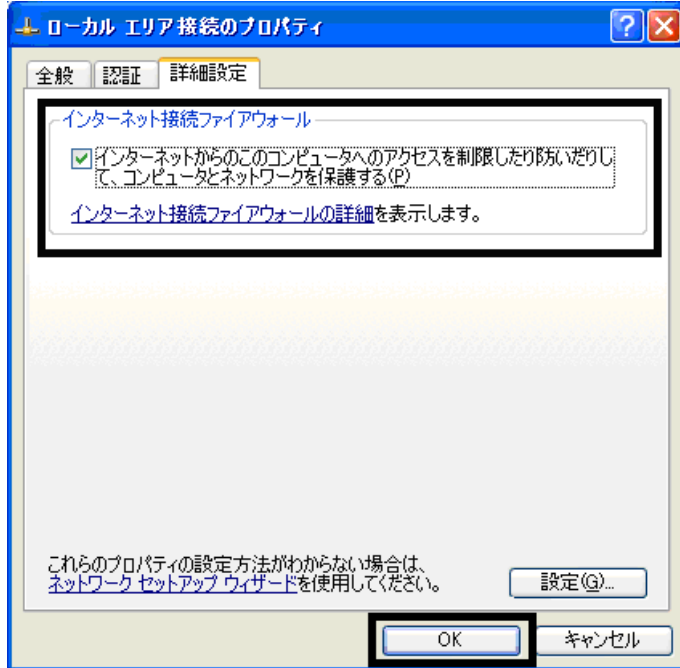 ローカル エリア接続のプロパティ
全般 認証 詳細設定
インターネット接続ファイアウォール
インターネットからのこのコンピュータへのアクセスを制限したり防いだりし
て、コンピュータとネットワークを保護する(P)
インターネット接続ファイアウォールの詳細を表示します。
これらのプロパティの設定方法がわからない場合は、
ネットワーク セットアップ ウィザードを使用してください。
設定(G)...
OK キャンセル